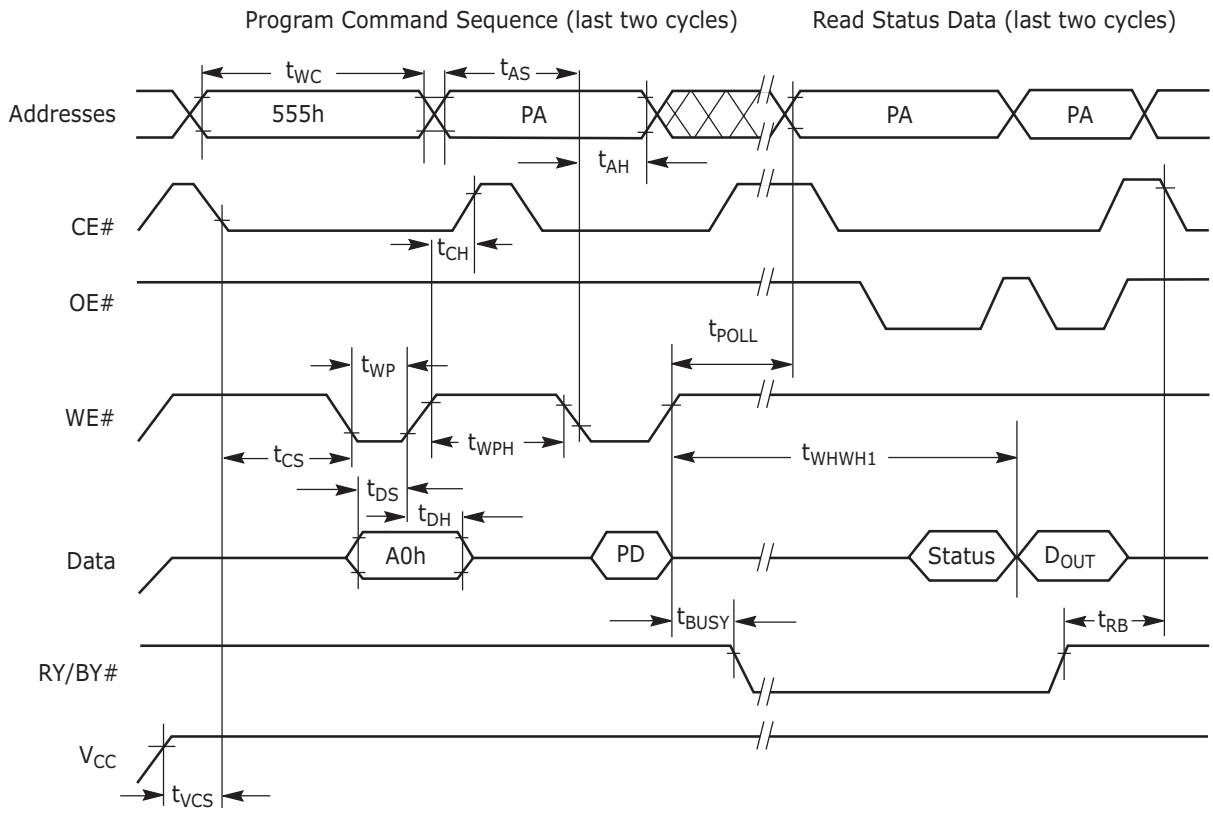 Program Command Sequence (last two cycles)
Read Status Data (last two cycles)
tWC
tAS
Addresses
555h
PA
PA
PA
tAH
CE#
tCH
OE#
tPOLL
tWP
WE#
tWPH
tCS
tWHWH1
tDS
tDH
Data
A0h
PD
Status
DOUT
tBUSY
tRB
RY/BY#
VCC
tVCS